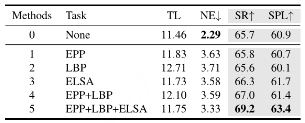 Methods Task TL NE↓ SR↑ SPL↑
0 None 11.46 2.29 65.7 60.9
1 EPP 11.83 3.63 65.8 60.7
2 LBP 12.71 3.71 65.6 60.1
3 ELSA 11.73 3.58 66.3 61.7
4 EPP+LBP 12.10 3.59 67.0 61.4
5 EPP+LBP+ELSA 11.75 3.33 69.2 63.4